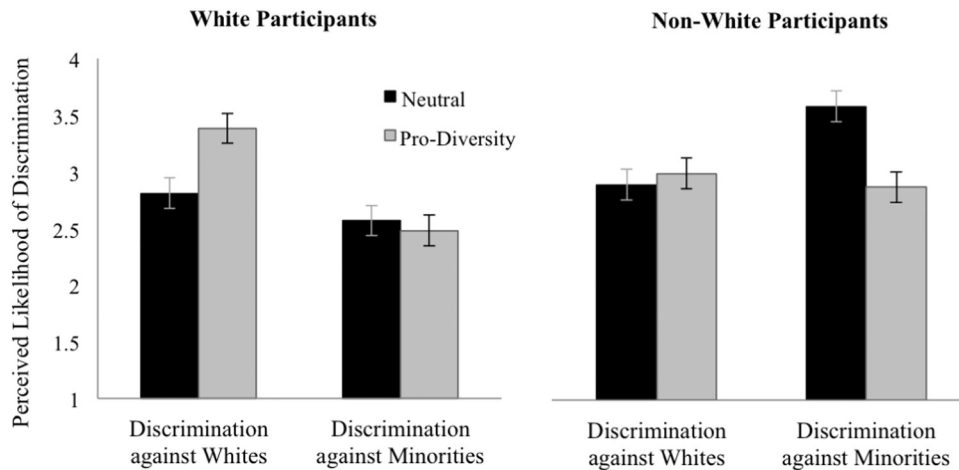 White Participants
Non-White Participants
Perceived Likelihood of Discrimination
4
3.5
3
2.5
2
1.5
1
Neutral
Pro-Diversity
Discrimination
against Whites
Discrimination
against Minorities
Discrimination
against Whites
Discrimination
against Minorities